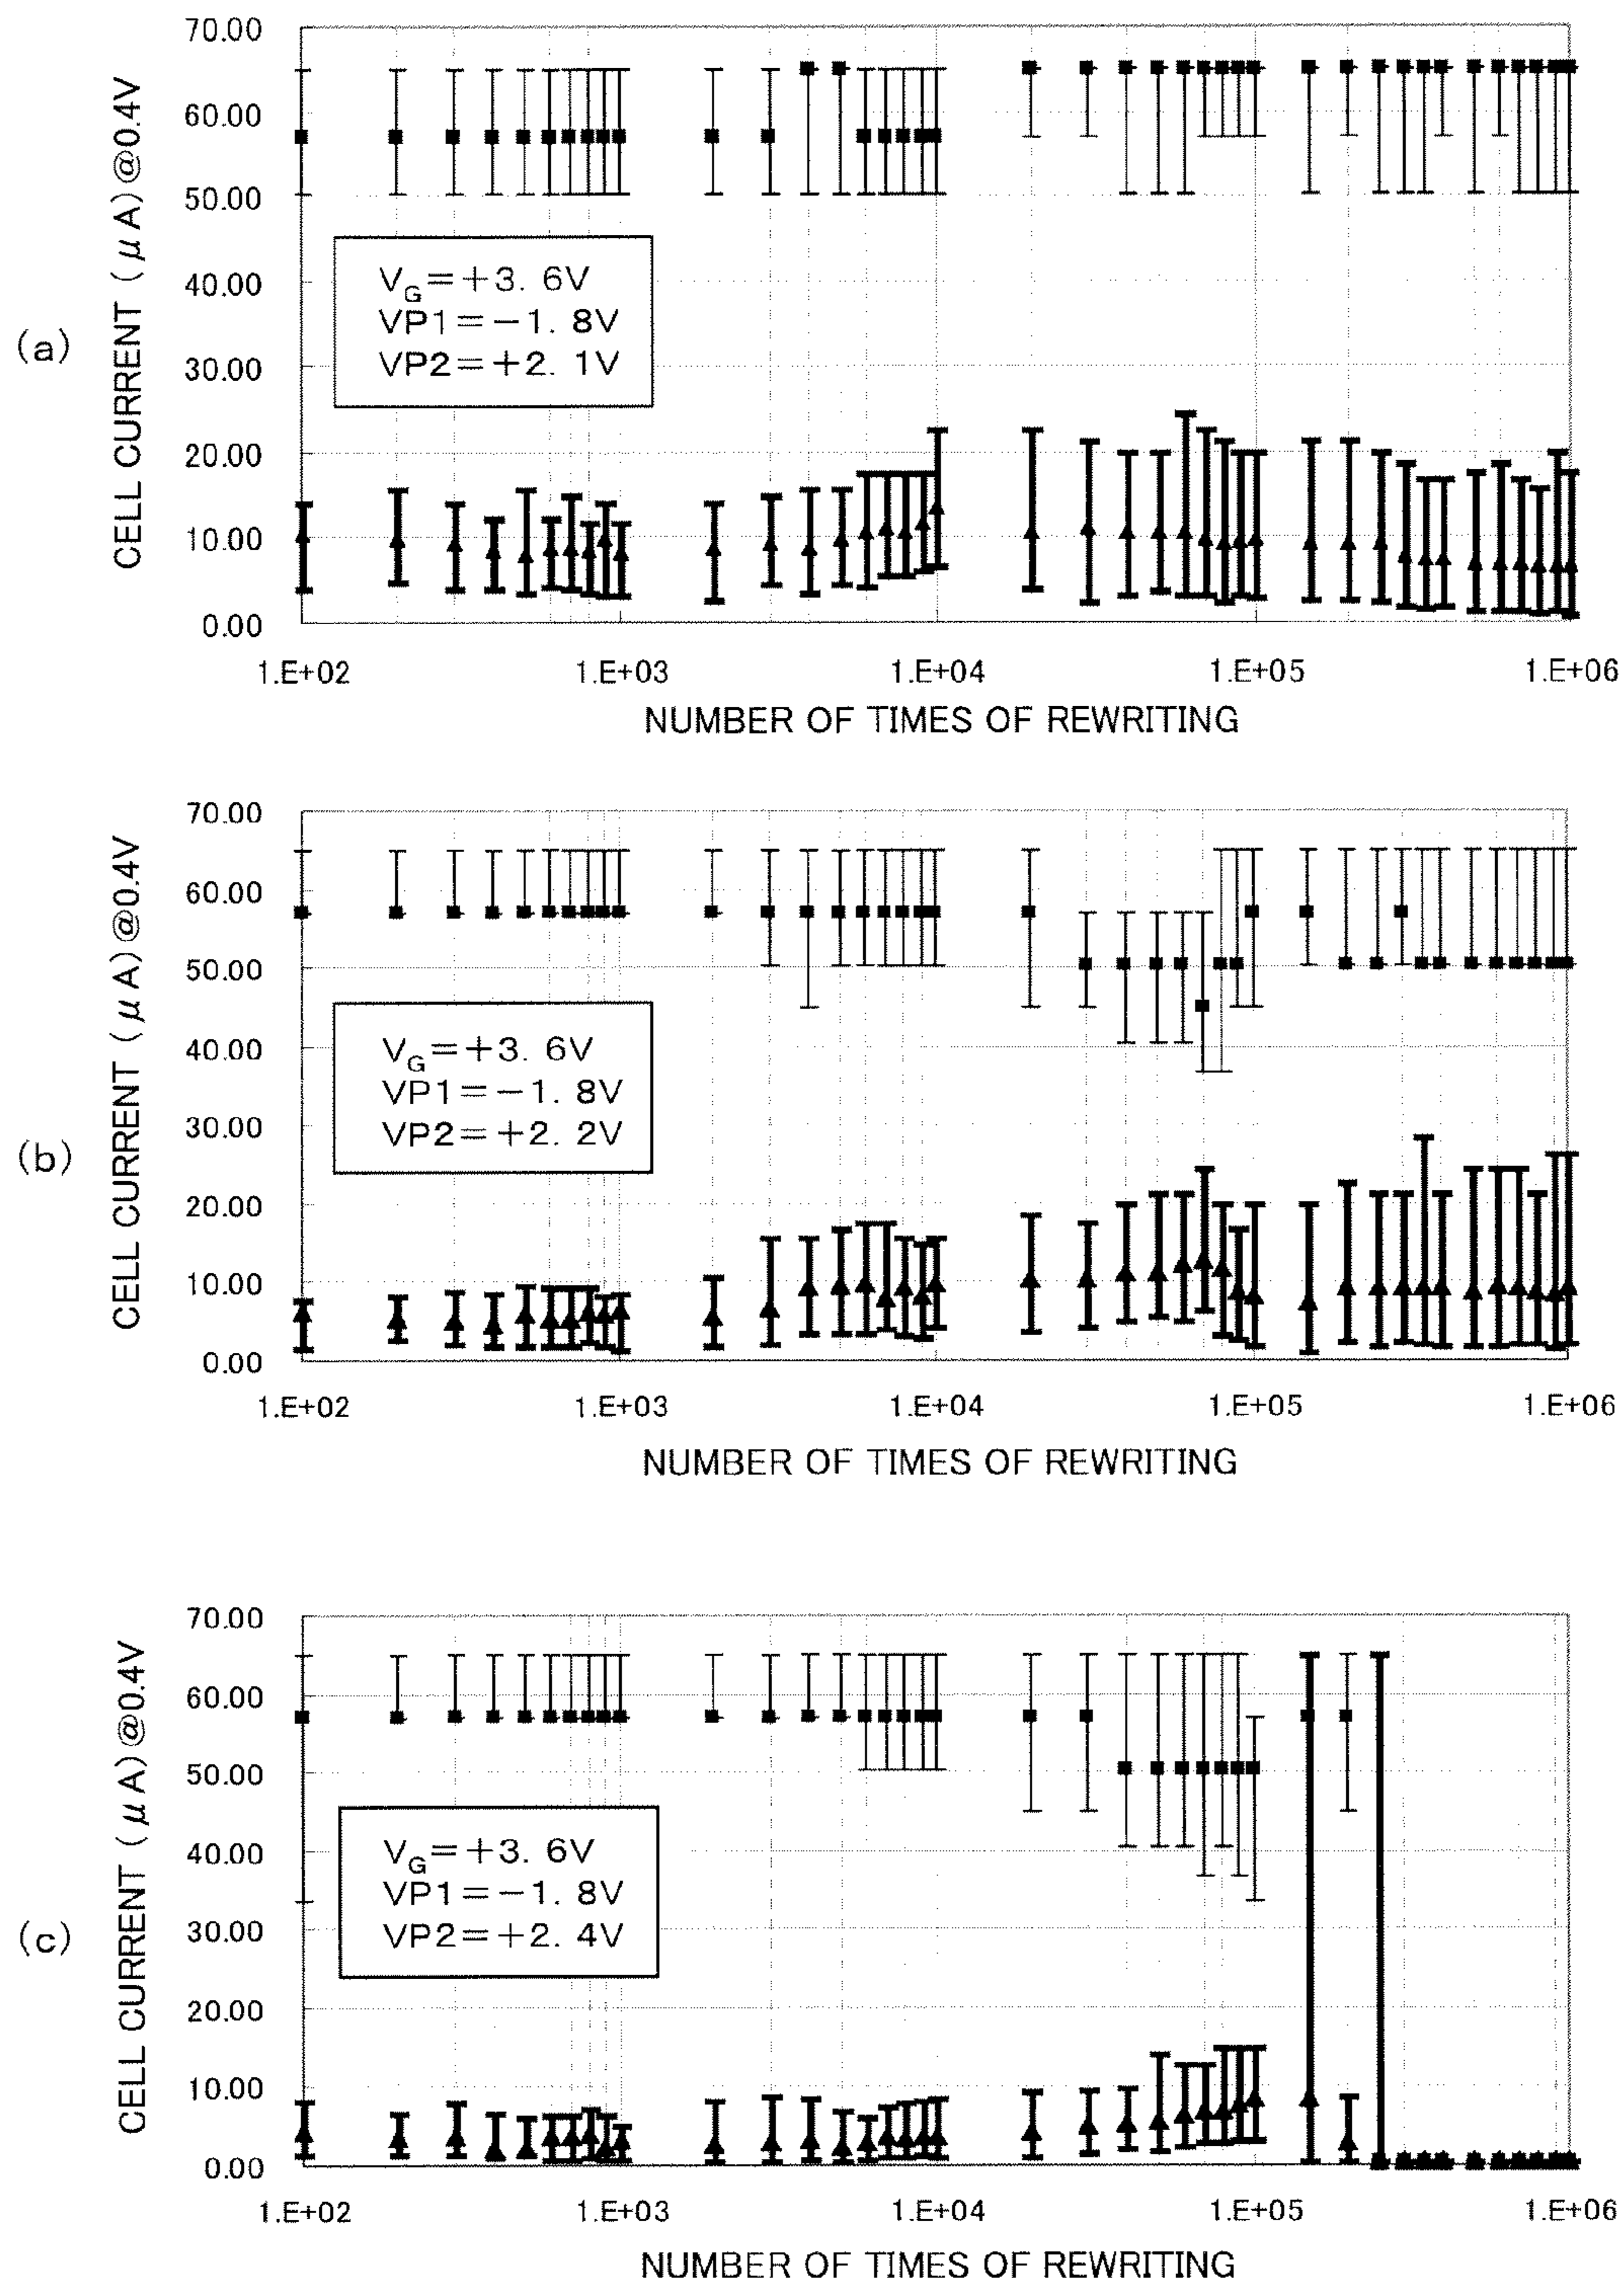 (a)
CELL CURRENT (μA)@0.4V
70.00
60.00
50.00
40.00
30.00
20.00
10.00
0.00
VG=+3.6V
VP1=−1.8V
VP2=+2.1V
1.E+02 1.E+03 1.E+04 1.E+05 1.E+06
NUMBER OF TIMES OF REWRITING
(b)
CELL CURRENT (μA)@0.4V
70.00
60.00
50.00
40.00
30.00
20.00
10.00
0.00
VG=+3.6V
VP1=−1.8V
VP2=+2.2V
1.E+02 1.E+03 1.E+04 1.E+05 1.E+06
NUMBER OF TIMES OF REWRITING
(c)
CELL CURRENT (μA)@0.4V
70.00
60.00
50.00
40.00
30.00
20.00
10.00
0.00
VG=+3.6V
VP1=−1.8V
VP2=+2.4V
1.E+02 1.E+03 1.E+04 1.E+05 1.E+06
NUMBER OF TIMES OF REWRITING